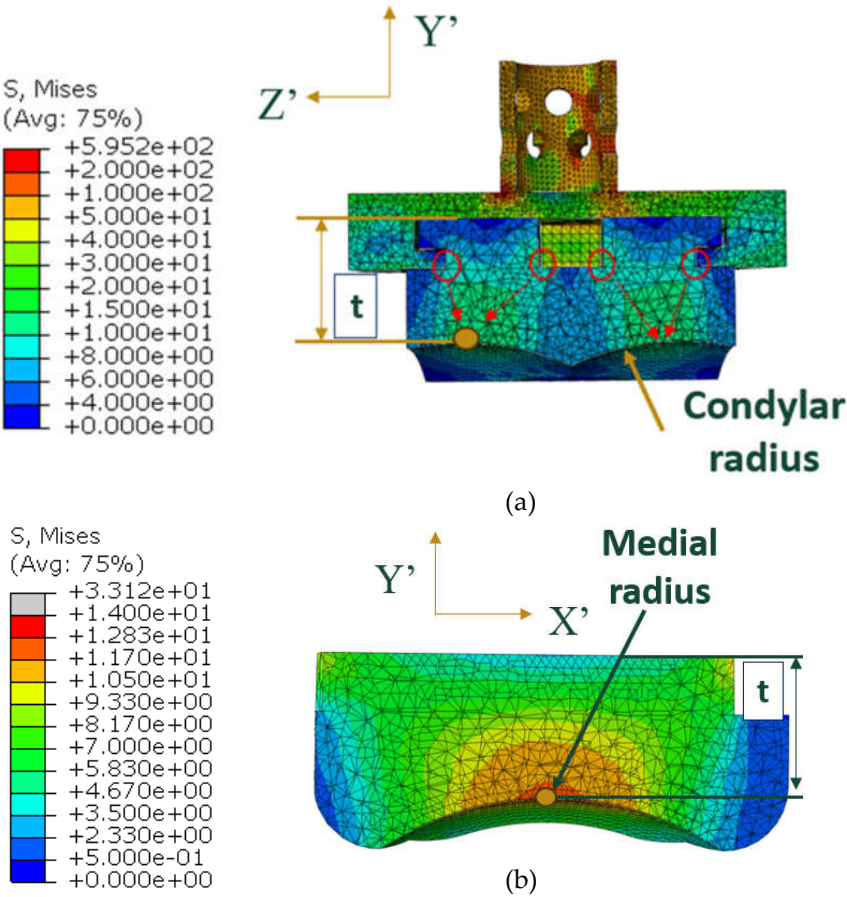 Y’
Z’
S, Mises
(Avg: 75%)
+5.952e+02
+2.000e+02
+1.000e+02
+5.000e+01
+4.000e+01
+3.000e+01
+2.000e+01
+1.500e+01
+1.000e+01
+8.000e+00
+6.000e+00
+4.000e+00
+0.000e+00
t
Condylar
radius
(a)
S, Mises
(Avg: 75%)
+3.312e+01
+1.400e+01
+1.283e+01
+1.170e+01
+1.050e+01
+9.330e+00
+8.170e+00
+7.000e+00
+5.830e+00
+4.670e+00
+3.500e+00
+2.330e+00
+5.000e-01
+0.000e+00
Y’
X’
Medial
radius
t
(b)